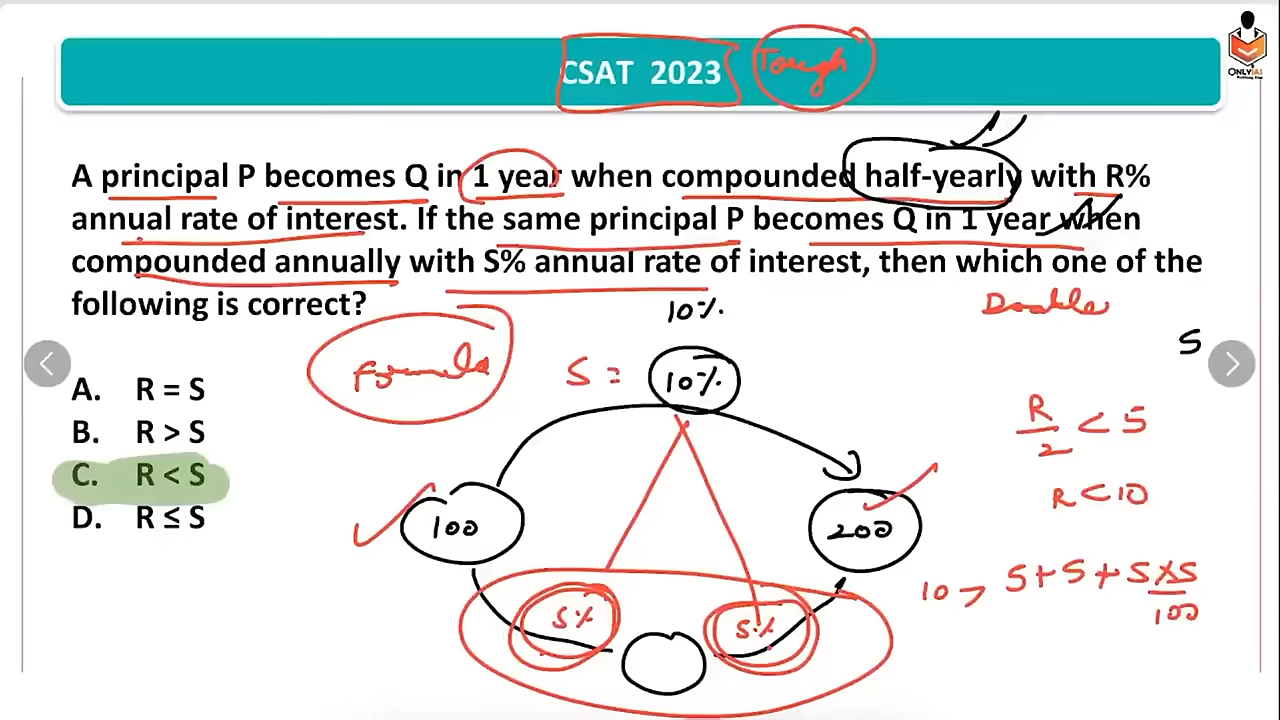 CSAT 2023
Tough
ONLYIAS
A principal P becomes Q in 1 year when compounded half-yearly with R%
annual rate of interest. If the same principal P becomes Q in 1 year when
compounded annually with S% annual rate of interest, then which one of the
following is correct?
Double
10%.
S
Formula
S = 10%.
A. R = S
B. R > S
C. R < S
D. R ≤ S
R/2 < 5
R < 10
100
200
10 > 5 + 5 + 5×5/100
5%
5%